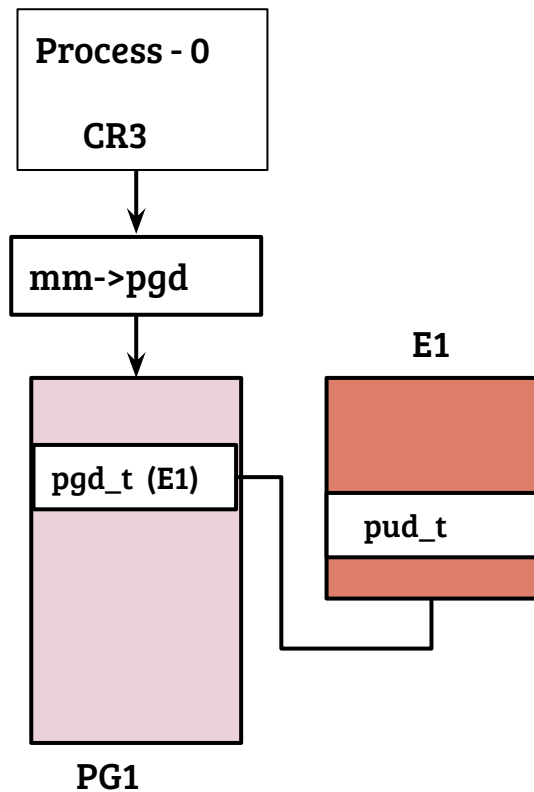 Process - 0
CR3
mm->pgd
E1
pgd_t (E1)
pud_t
PG1